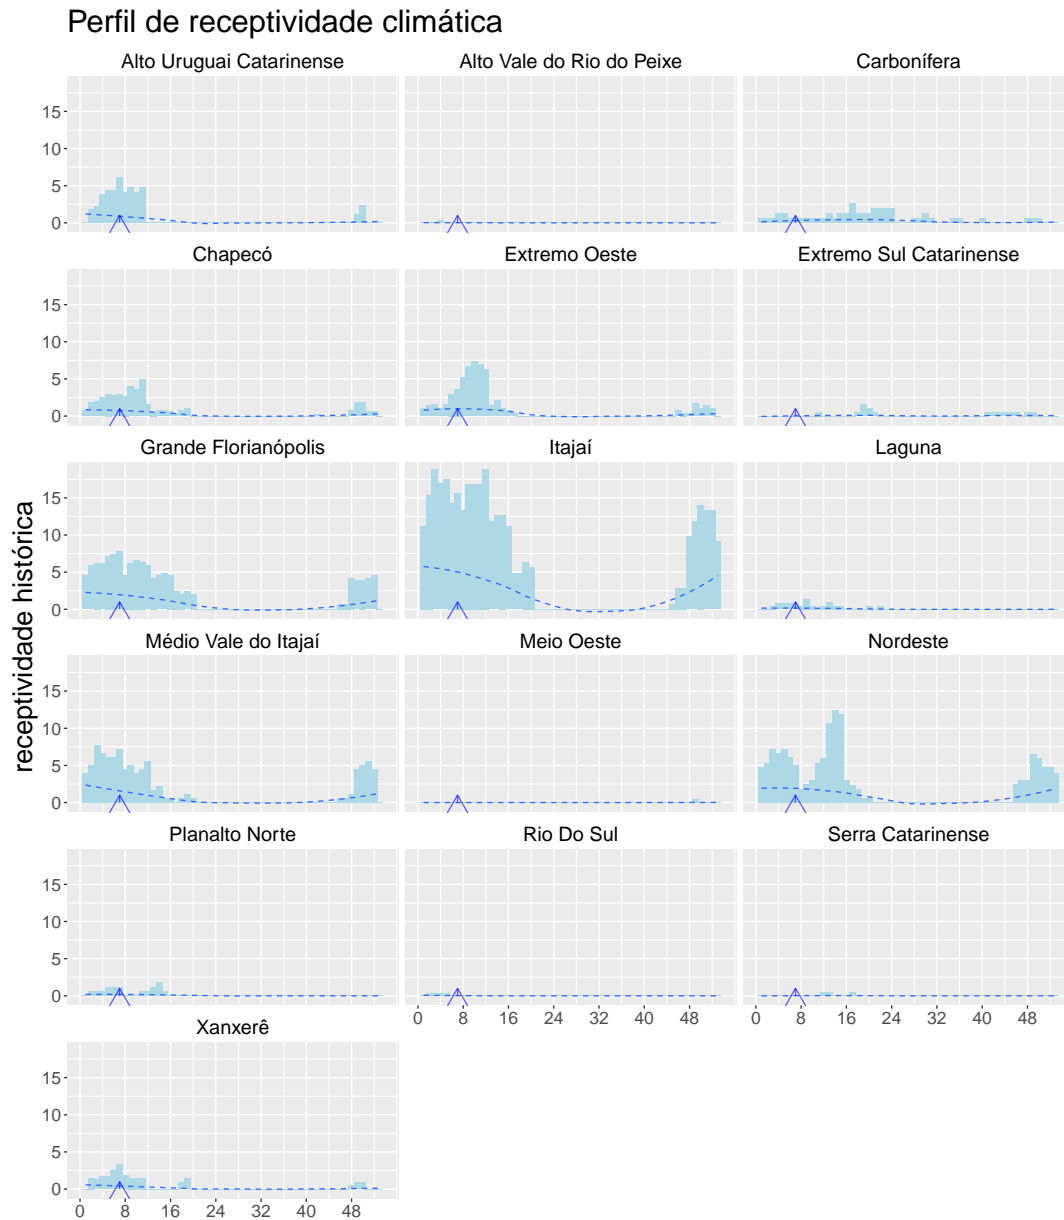 Perfil de receptividade climática
Alto Uruguai Catarinense
Alto Vale do Rio do Peixe
Carbonífera
15
10
5
0
Chapecó
Extremo Oeste
Extremo Sul Catarinense
15
10
5
0
Grande Florianópolis
Itajaí
Laguna
15
10
5
0
receptividade histórica
Médio Vale do Itajaí
Meio Oeste
Nordeste
15
10
5
0
Planalto Norte
Rio Do Sul
Serra Catarinense
15
10
5
0
0 8 16 24 32 40 48
0 8 16 24 32 40 48
Xanxerê
15
10
5
0
0 8 16 24 32 40 48